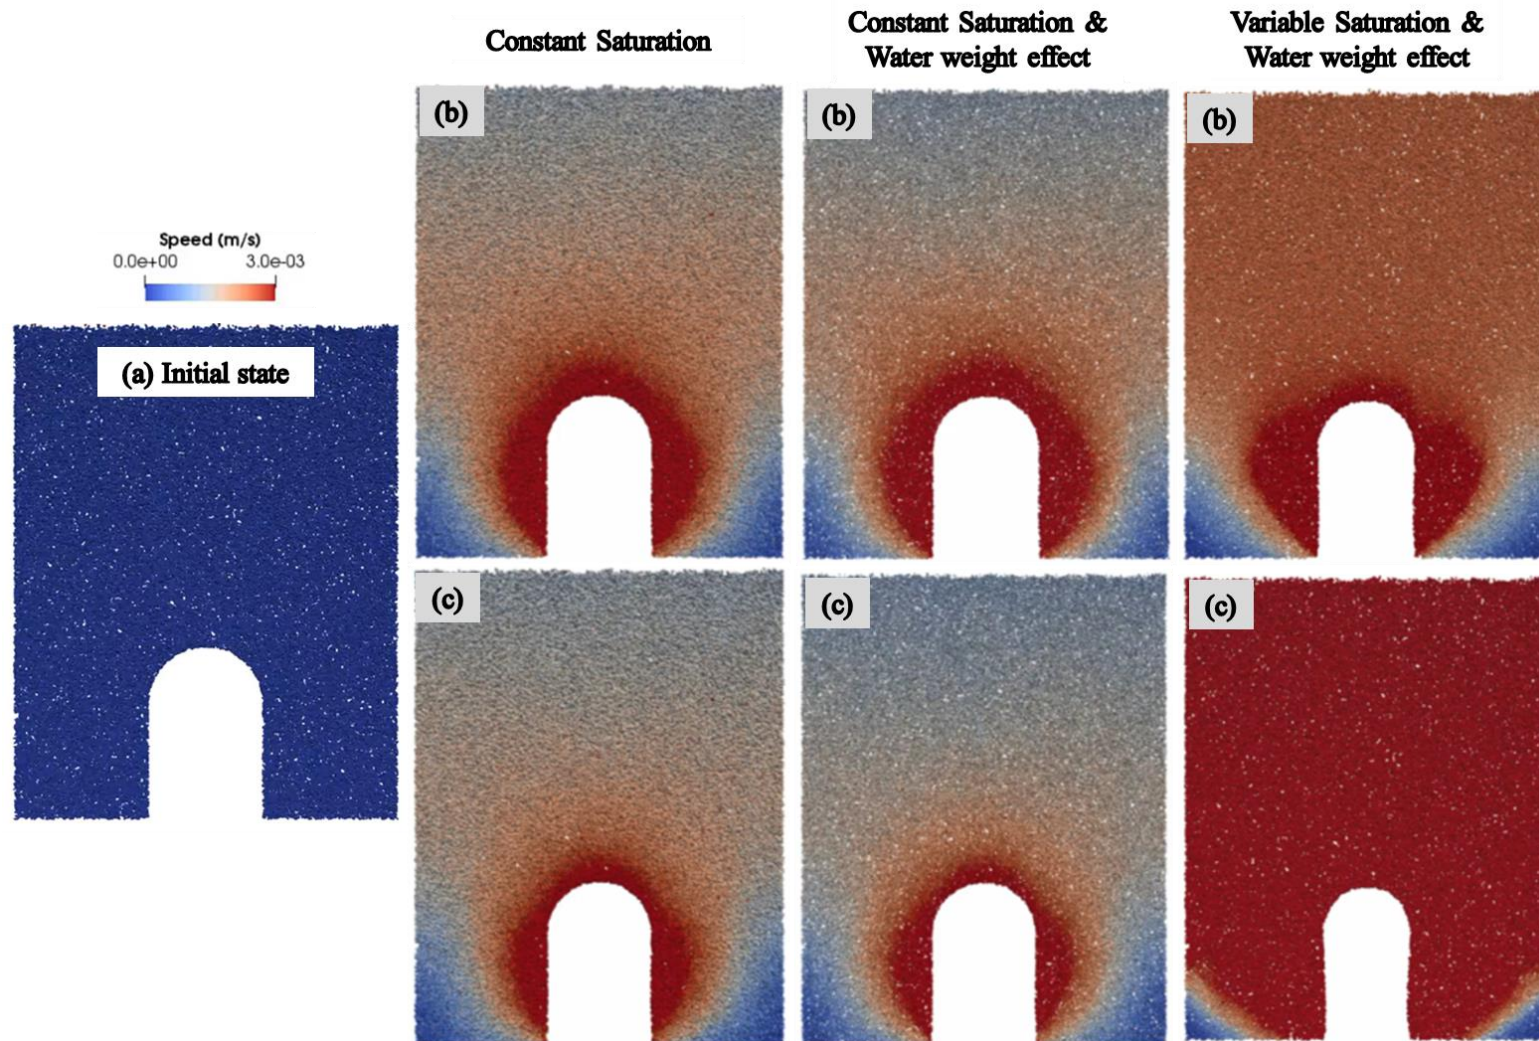 Constant Saturation
Constant Saturation &
Water weight effect
Variable Saturation &
Water weight effect
(b)
(b)
(b)
Speed (m/s)
0.0e+00 3.0e-03
(a) Initial state
(c)
(c)
(c)